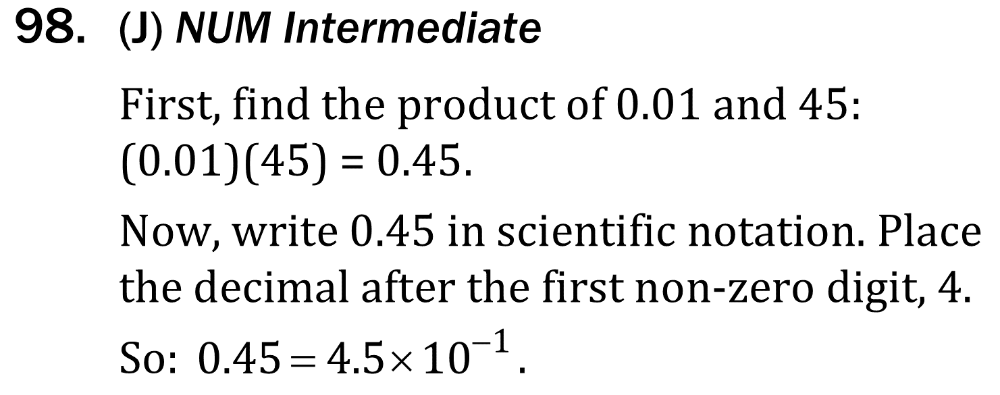 98. (J) NUM Intermediate
First, find the product of 0.01 and 45:
(0.01)(45) = 0.45.
Now, write 0.45 in scientific notation. Place
the decimal after the first non-zero digit, 4.
So: 0.45 = 4.5 × 10⁻¹.